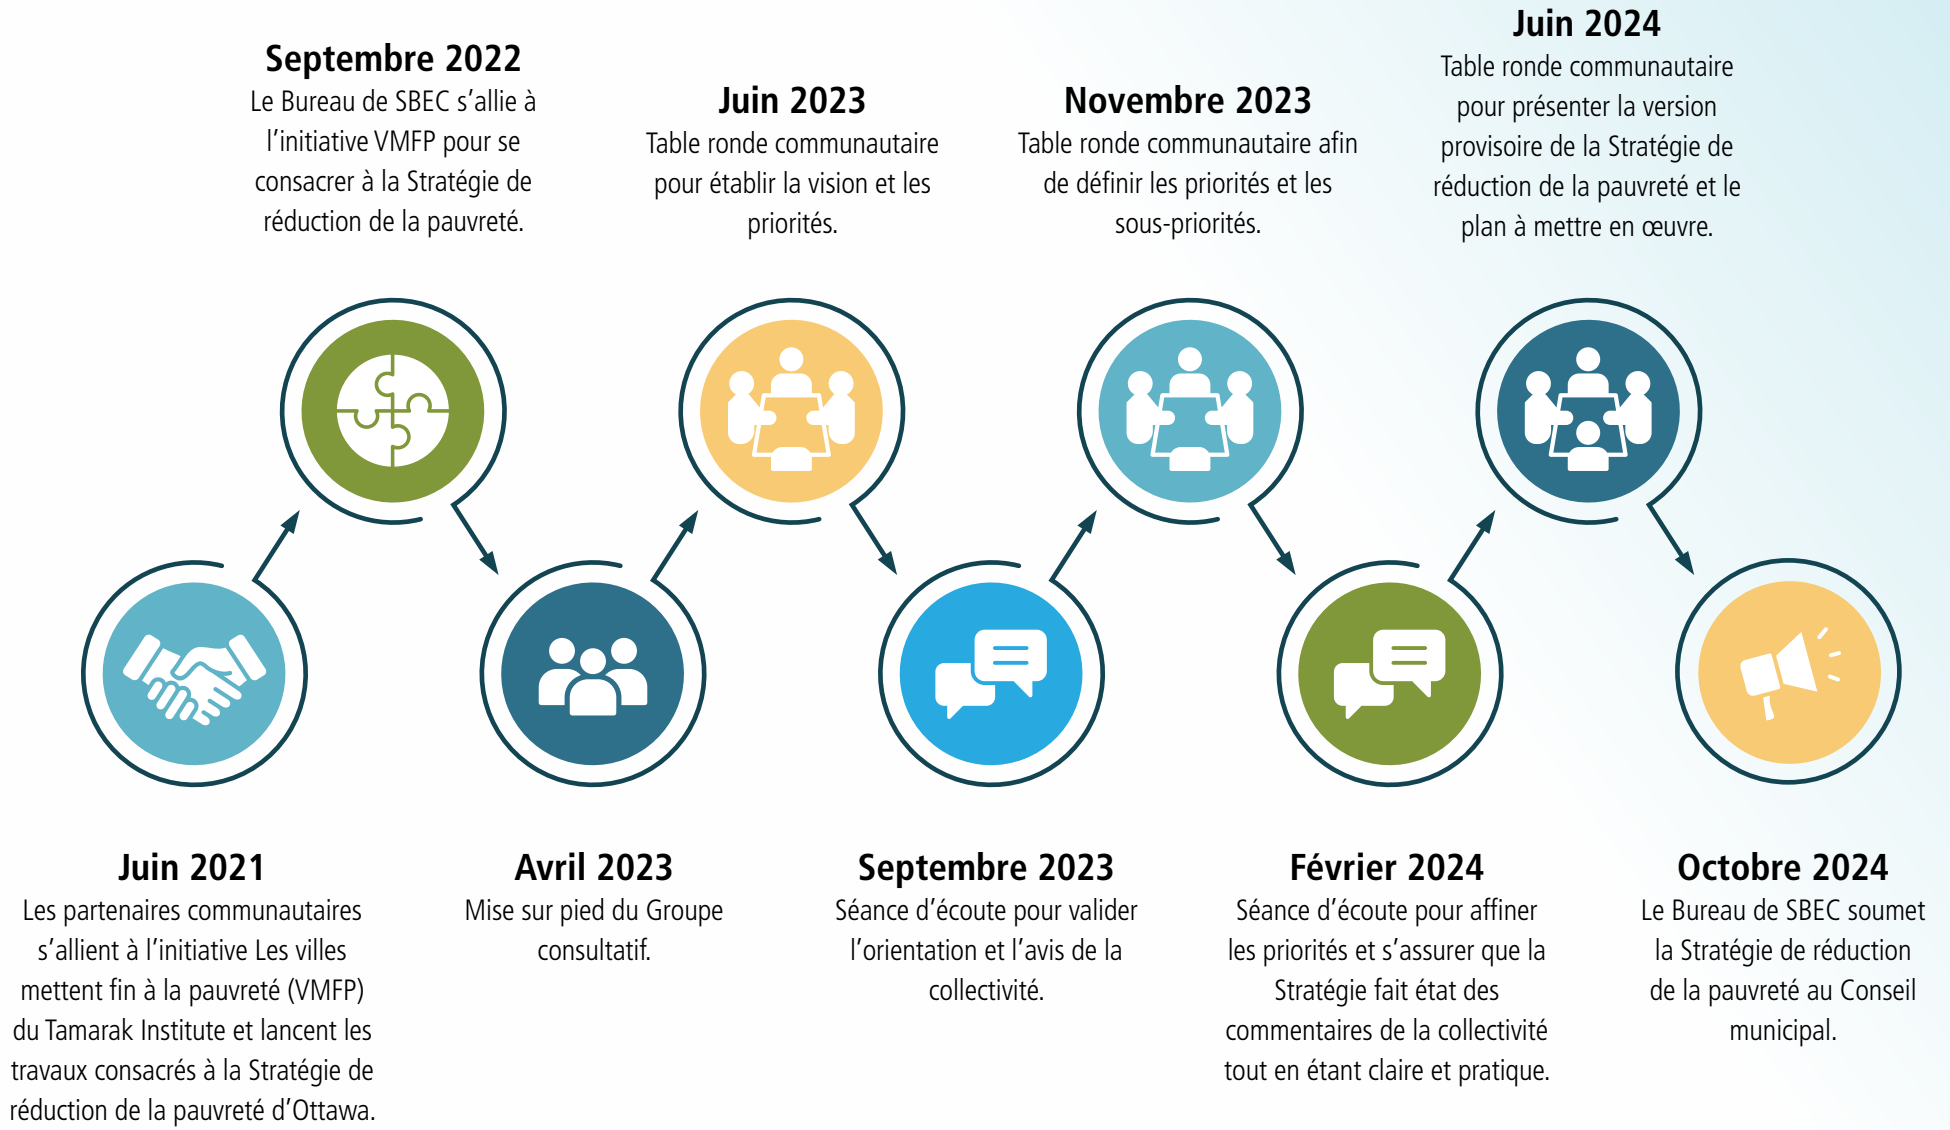 Juin 2021
Les partenaires communautaires
s’allient à l’initiative Les villes
mettent fin à la pauvreté (VMFP)
du Tamarak Institute et lancent les
travaux consacrés à la Stratégie de
réduction de la pauvreté d’Ottawa.
Septembre 2022
Le Bureau de SBEC s’allie à
l’initiative VMFP pour se
consacrer à la Stratégie de
réduction de la pauvreté.
Avril 2023
Mise sur pied du Groupe
consultatif.
Juin 2023
Table ronde communautaire
pour établir la vision et les
priorités.
Septembre 2023
Séance d’écoute pour valider
l’orientation et l’avis de la
collectivité.
Novembre 2023
Table ronde communautaire afin
de définir les priorités et les
sous-priorités.
Février 2024
Séance d’écoute pour affiner
les priorités et s’assurer que la
Stratégie fait état des
commentaires de la collectivité
tout en étant claire et pratique.
Juin 2024
Table ronde communautaire
pour présenter la version
provisoire de la Stratégie de
réduction de la pauvreté et le
plan à mettre en œuvre.
Octobre 2024
Le Bureau de SBEC soumet
la Stratégie de réduction
de la pauvreté au Conseil
municipal.